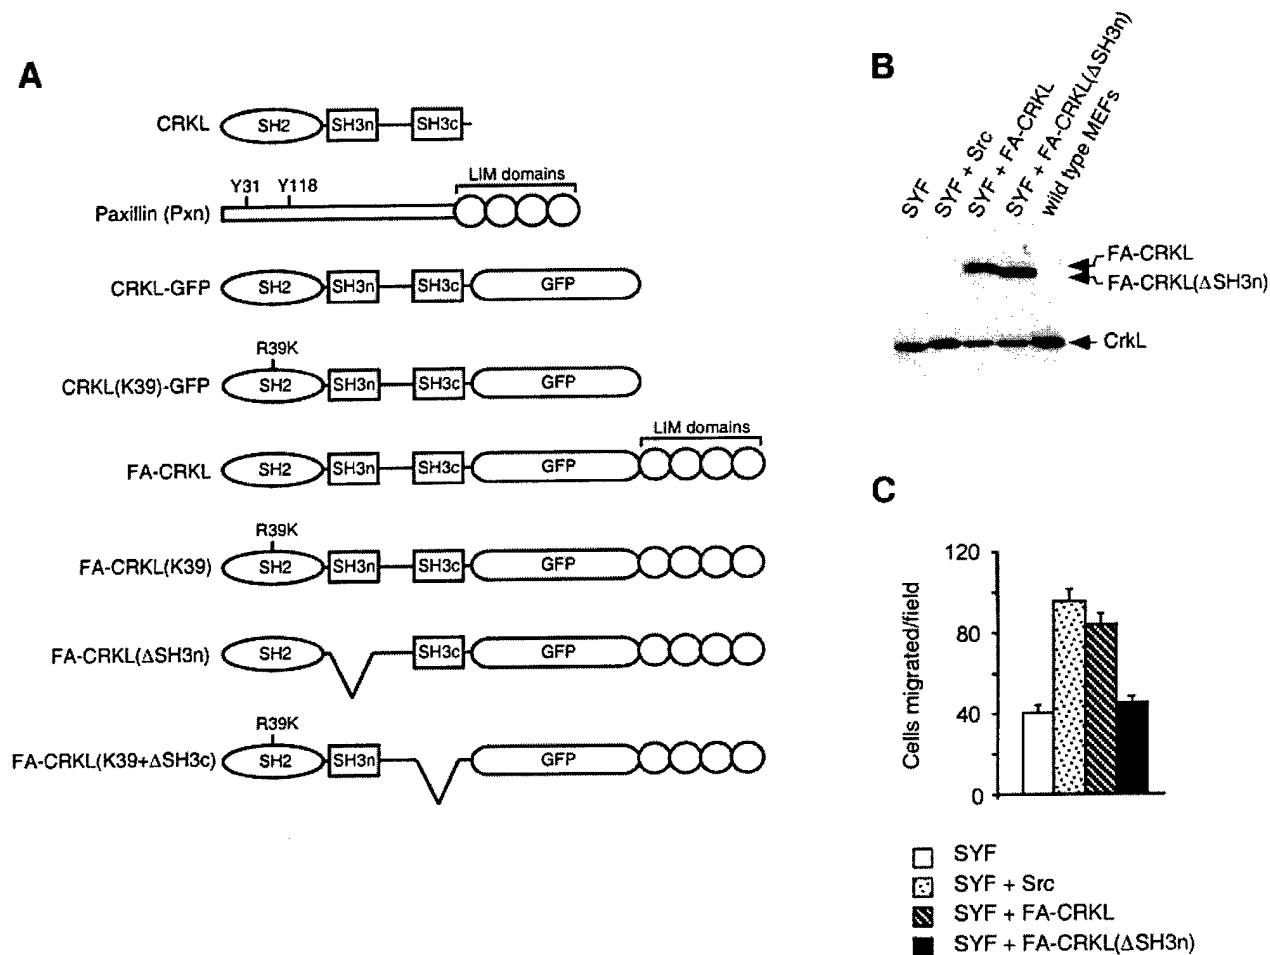 A
CRKL SH2 SH3n SH3c
LIM domains
Y31 Y118
Paxillin (Pxn)
CRKL-GFP SH2 SH3n SH3c GFP
R39K
CRKL(K39)-GFP SH2 SH3n SH3c GFP
LIM domains
FA-CRKL SH2 SH3n SH3c GFP
R39K
FA-CRKL(K39) SH2 SH3n SH3c GFP
FA-CRKL(ΔSH3n) SH2 SH3c GFP
R39K
FA-CRKL(K39+ΔSH3c) SH2 SH3n GFP
B
SYF
SYF + Src
SYF + FA-CRKL
SYF + FA-CRKL(ΔSH3n)
wild type MEFs
FA-CRKL
FA-CRKL(ΔSH3n)
CrkL
C
Cells migrated/field
120
80
40
0
SYF
SYF + Src
SYF + FA-CRKL
SYF + FA-CRKL(ΔSH3n)